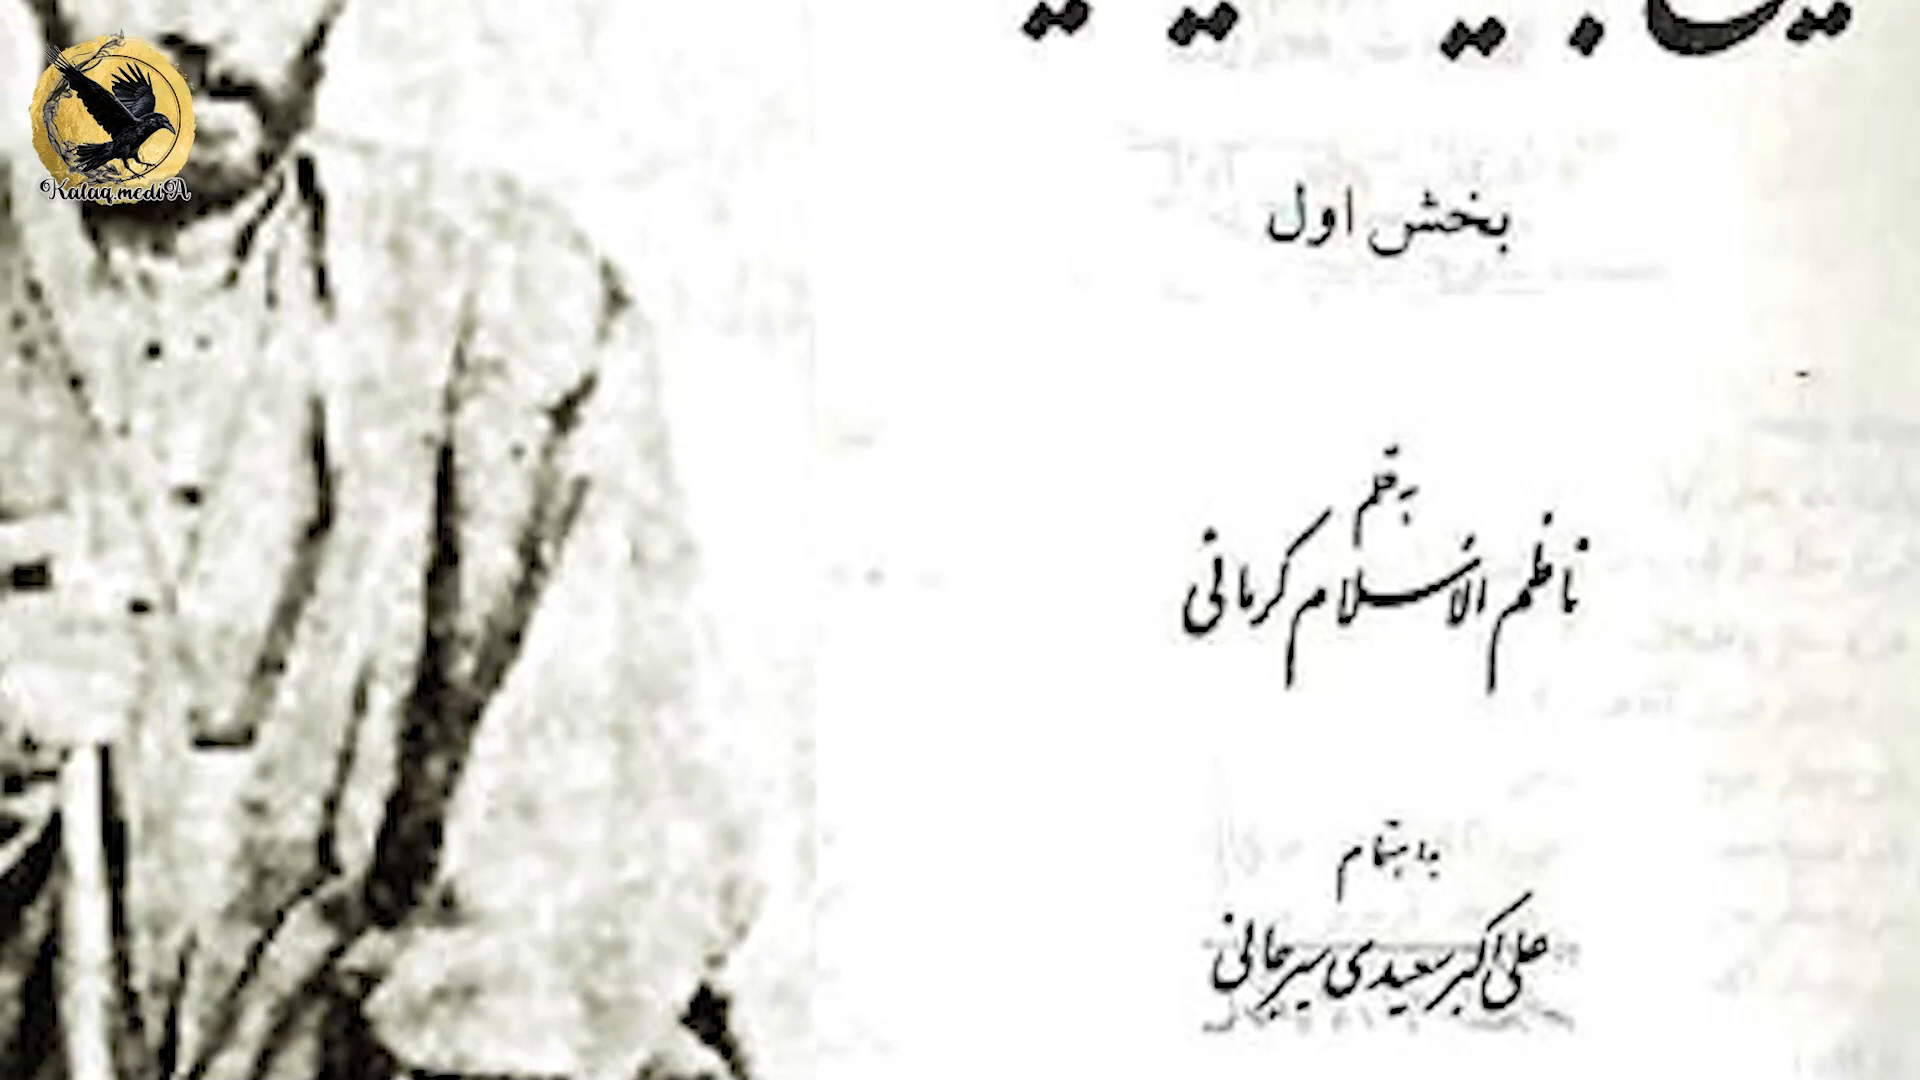 Kalaq.mediA
بخش اول
بقلم
ناظم الاسلام کرمانی
به اهتمام
علی اکبر سعیدی سیرجانی